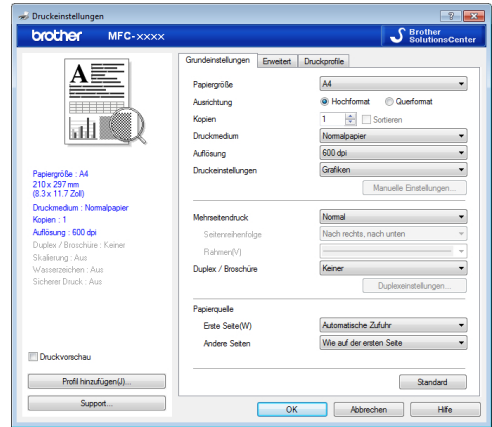 Druckeinstellungen
brother MFC-xxxx
Brother
SolutionsCenter
A
Papiergröße : A4
210 x 297 mm
(8.3 x 11.7 Zoll)
Druckmedium : Normalpapier
Kopien : 1
Auflösung : 600 dpi
Duplex / Broschüre : Keiner
Skalierung : Aus
Wasserzeichen : Aus
Sicherer Druck : Aus
Druckvorschau
Profil hinzufügen(J)...
Support...
Grundeinstellungen Erweitert Druckprofile
Papiergröße A4
Ausrichtung Hochformat Querformat
Kopien 1 Sortieren
Druckmedium Normalpapier
Auflösung 600 dpi
Druckeinstellungen Grafiken
Manuelle Einstellungen...
Mehrseitendruck Normal
Seitenreihenfolge Nach rechts, nach unten
Rahmen(V)
Duplex / Broschüre Keiner
Duplexeinstellungen...
Papierquelle
Erste Seite(W) Automatische Zufuhr
Andere Seiten Wie auf der ersten Seite
Standard
OK Abbrechen Hilfe